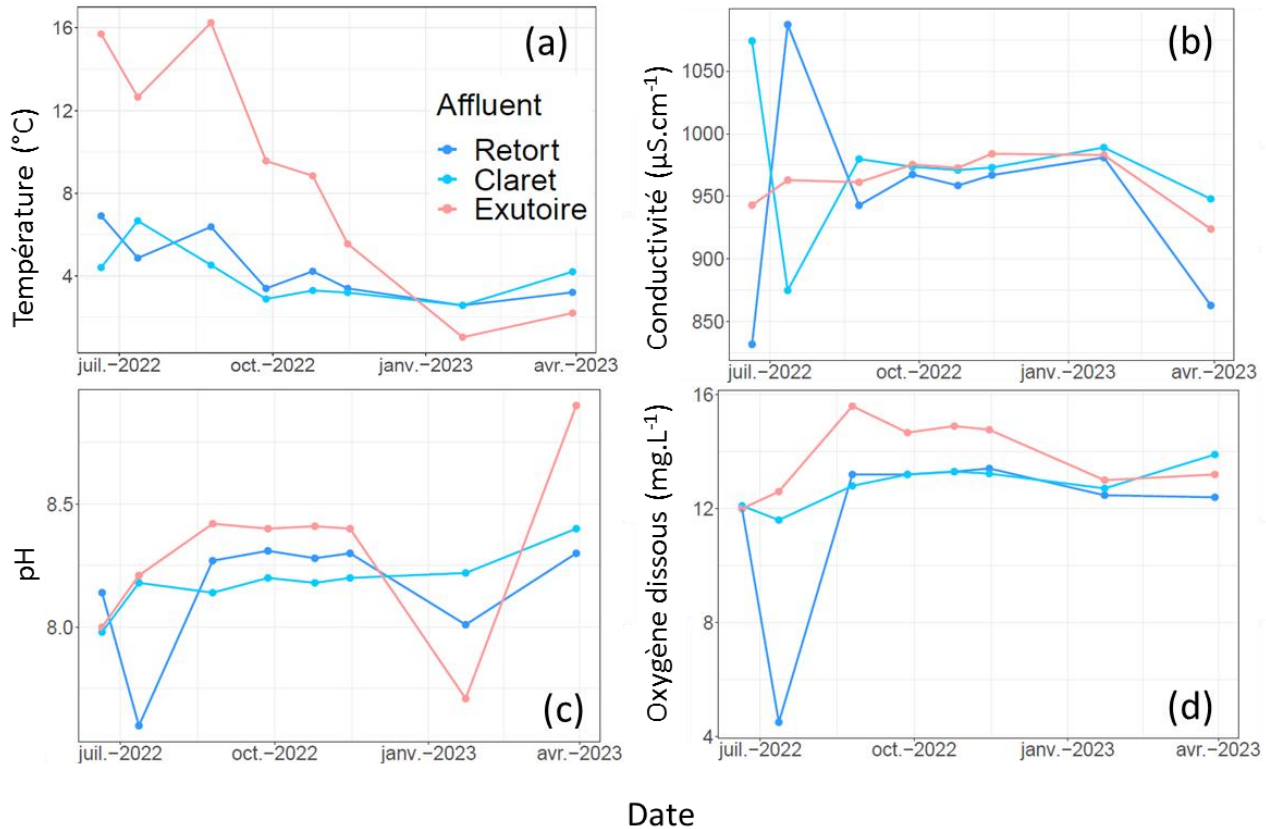 (a)
Température (°C)
16
12
8
4
Affluent
Retort
Claret
Exutoire
juil.−2022 oct.−2022 janv.−2023 avr.−2023
(b)
Conductivité (µS.cm⁻¹)
1050
1000
950
900
850
juil.−2022 oct.−2022 janv.−2023 avr.−2023
(c)
pH
8.5
8.0
juil.−2022 oct.−2022 janv.−2023 avr.−2023
(d)
Oxygène dissous (mg.L⁻¹)
16
12
8
4
juil.−2022 oct.−2022 janv.−2023 avr.−2023
Date